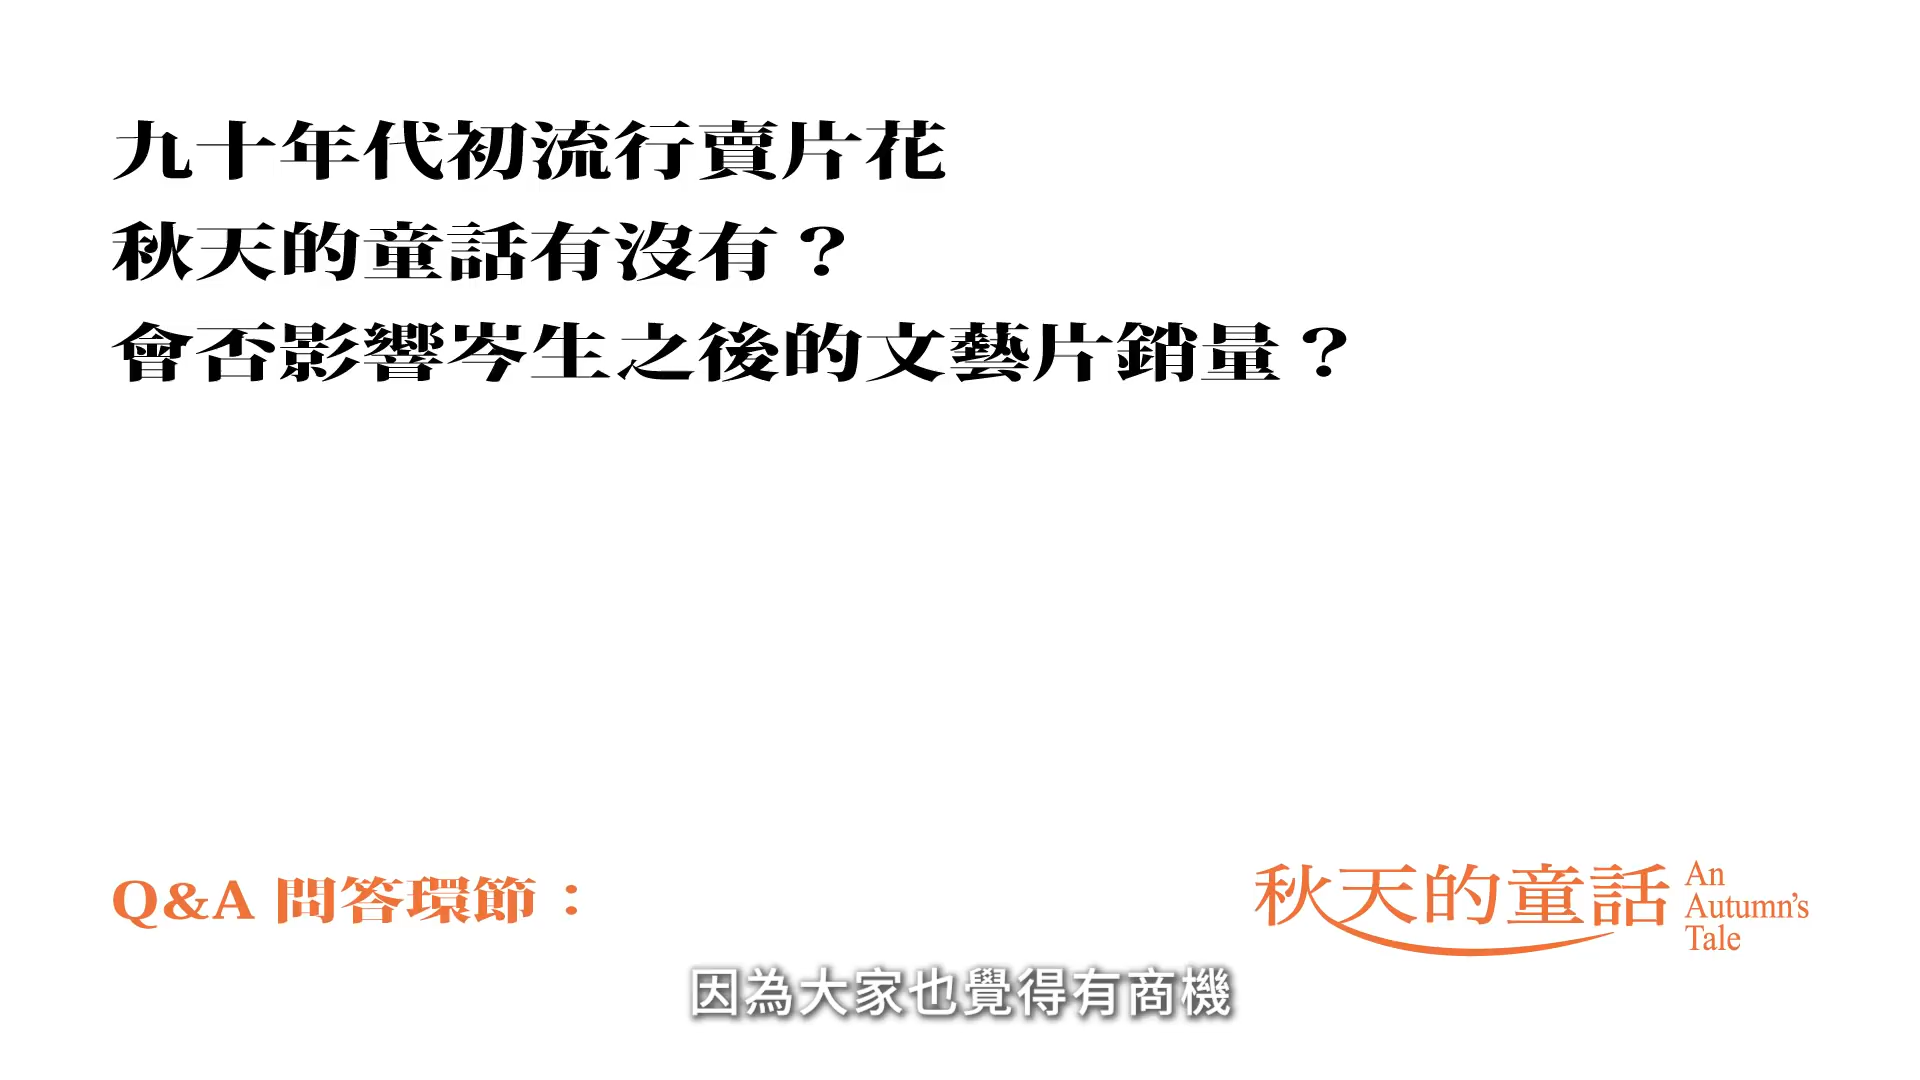 九十年代初流行賣片花
秋天的童話有沒有？
會否影響岑生之後的文藝片銷量？
Q&A 問答環節：
秋天的童話
An
Autumn's
Tale
因為大家也覺得有商機